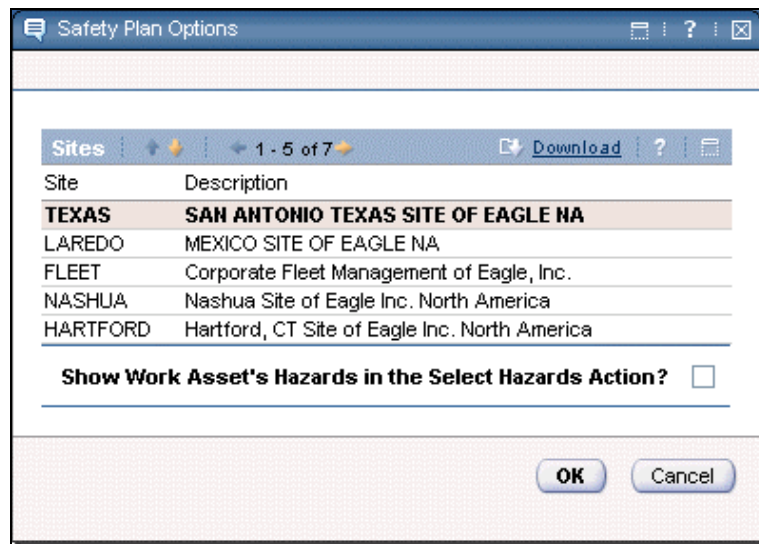 Safety Plan Options ?
Sites 1 - 5 of 7 Download ?
Site Description
TEXAS SAN ANTONIO TEXAS SITE OF EAGLE NA
LAREDO MEXICO SITE OF EAGLE NA
FLEET Corporate Fleet Management of Eagle, Inc.
NASHUA Nashua Site of Eagle Inc. North America
HARTFORD Hartford, CT Site of Eagle Inc. North America
Show Work Asset's Hazards in the Select Hazards Action?
OK Cancel